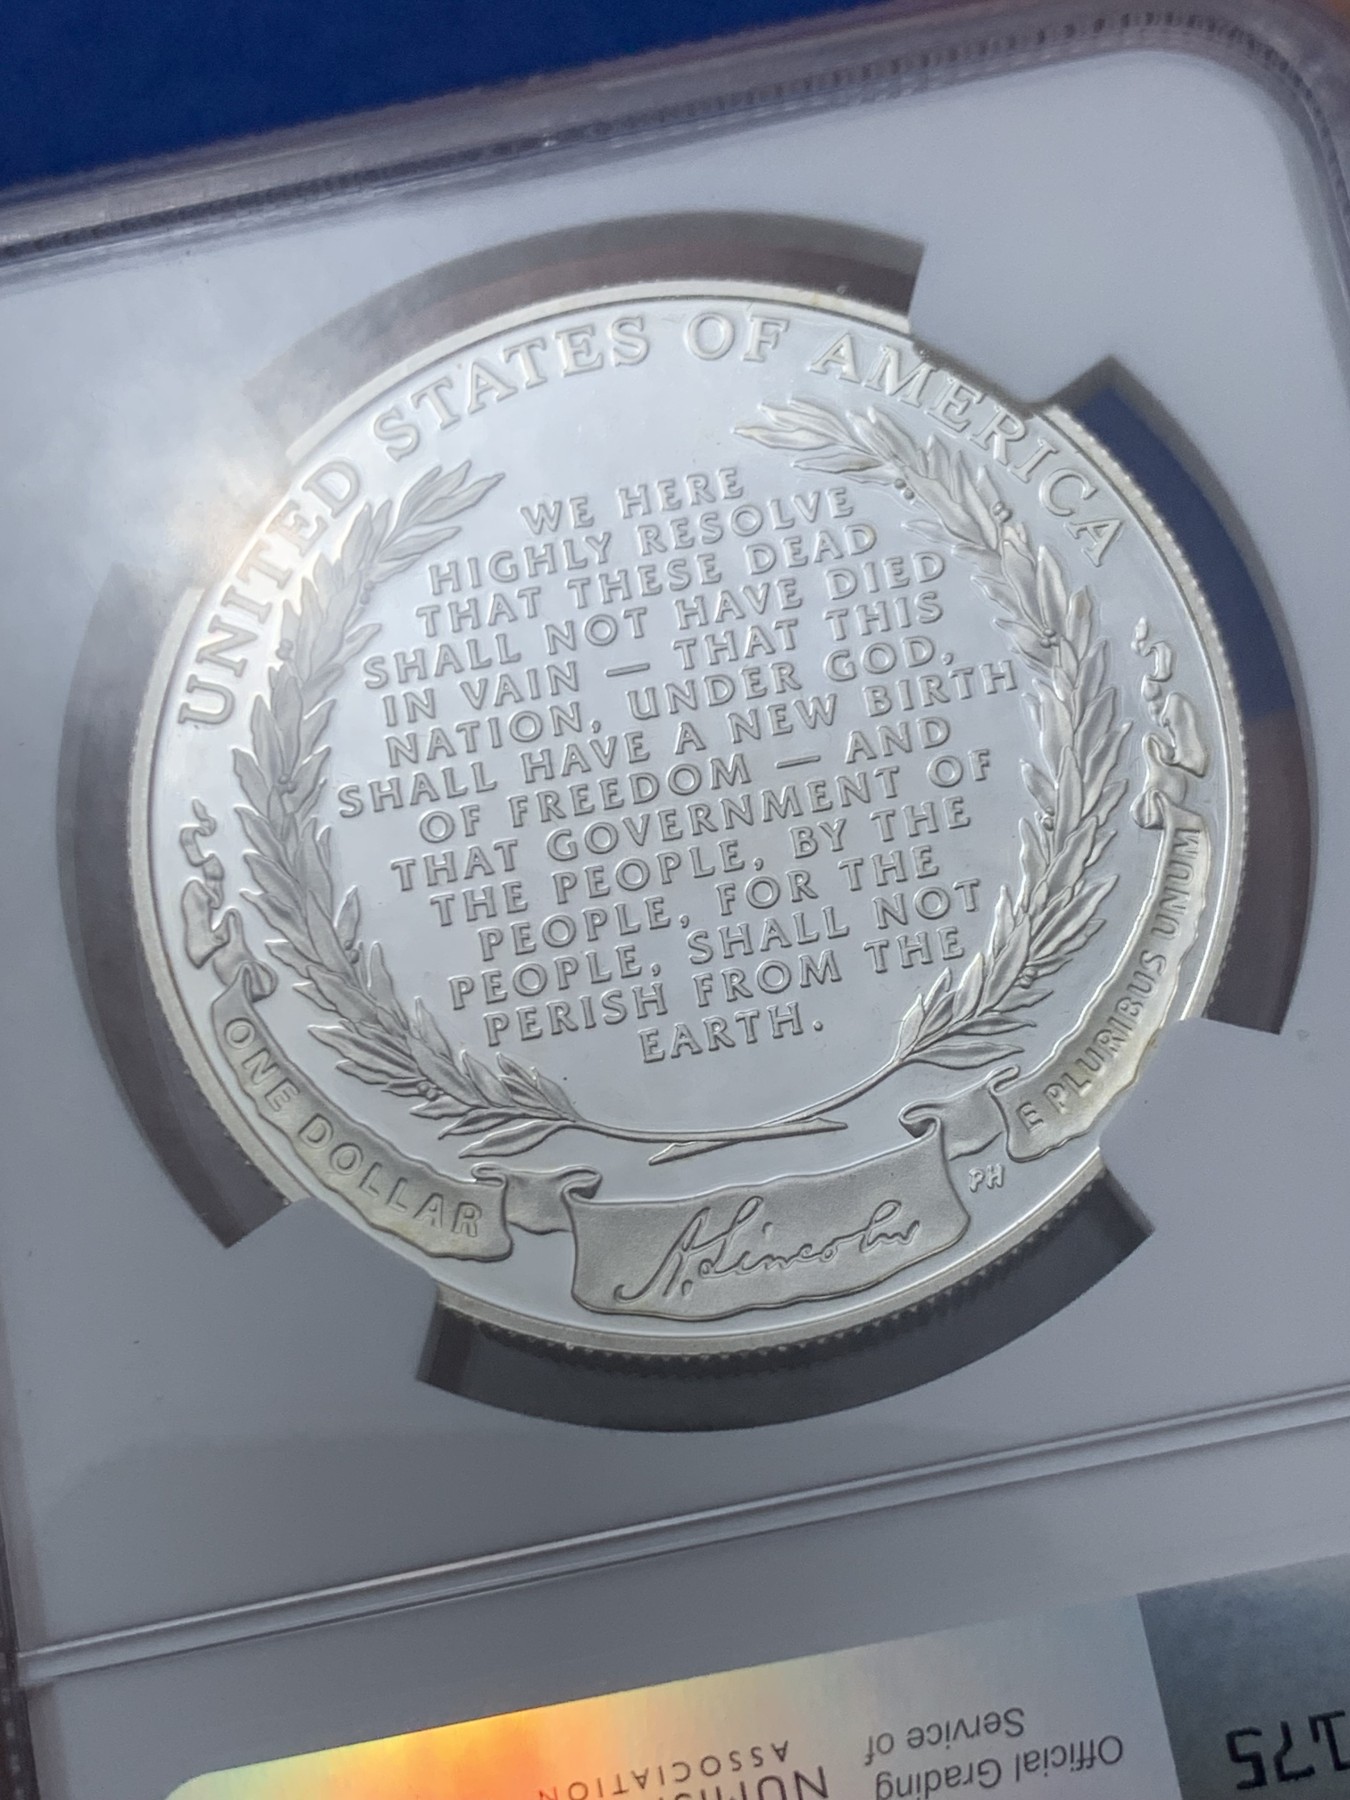 UNITED STATES OF AMERICA
WE HERE
HIGHLY RESOLVE
THAT THESE DEAD
SHALL NOT HAVE DIED
IN VAIN — THAT THIS
NATION, UNDER GOD,
SHALL HAVE A NEW BIRTH
OF FREEDOM — AND
THAT GOVERNMENT OF
THE PEOPLE, BY THE
PEOPLE, FOR THE
PEOPLE, SHALL NOT
PERISH FROM THE
EARTH.
ONE DOLLAR
A. Lincoln
PH
E PLURIBUS UNUM
Official Grading
Service of
ASSOCIATION
175